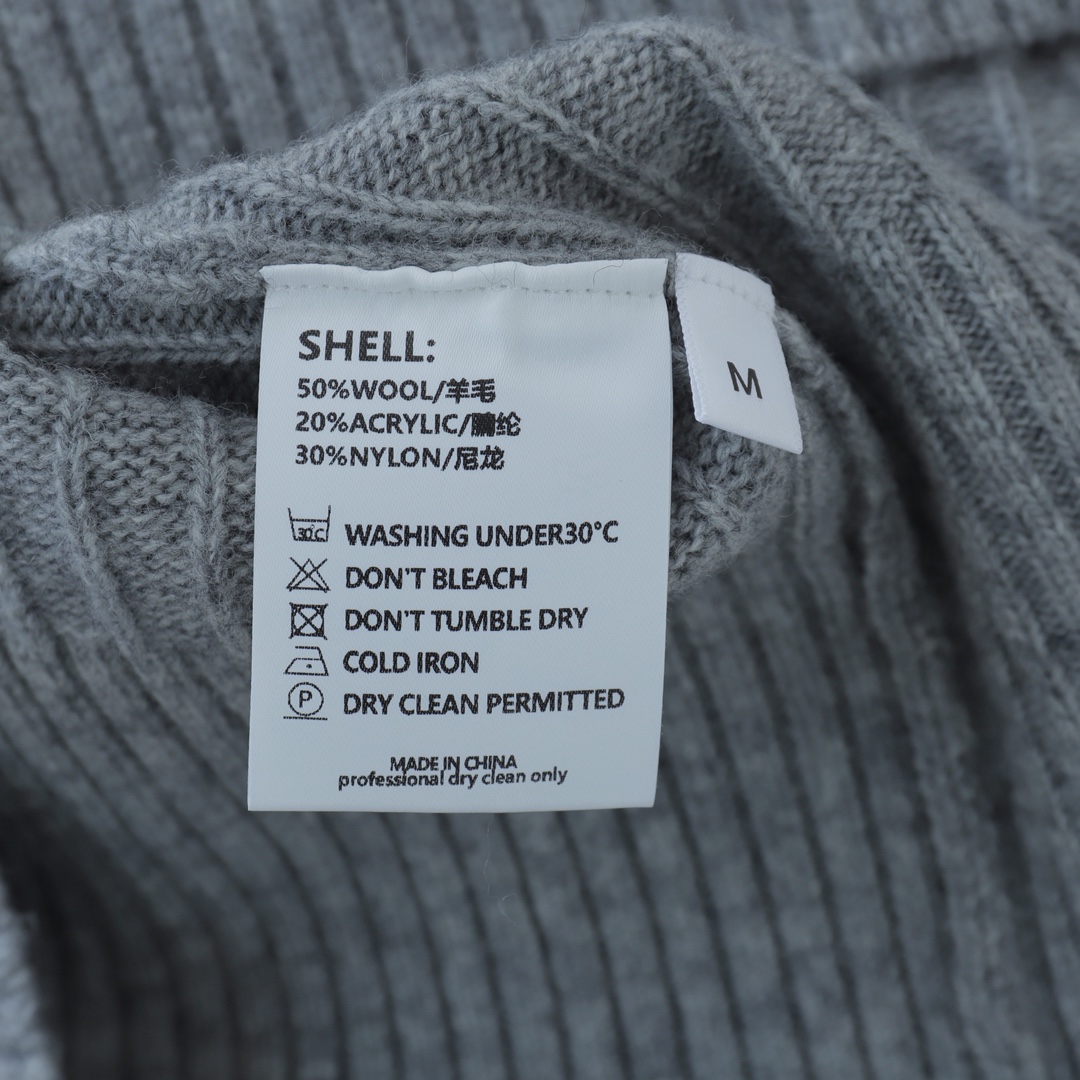 SHELL:
50%WOOL/羊毛
20%ACRYLIC/腈纶
30%NYLON/尼龙
30°C
WASHING UNDER30°C
DON'T BLEACH
DON'T TUMBLE DRY
COLD IRON
P
DRY CLEAN PERMITTED
MADE IN CHINA
professional dry clean only
M